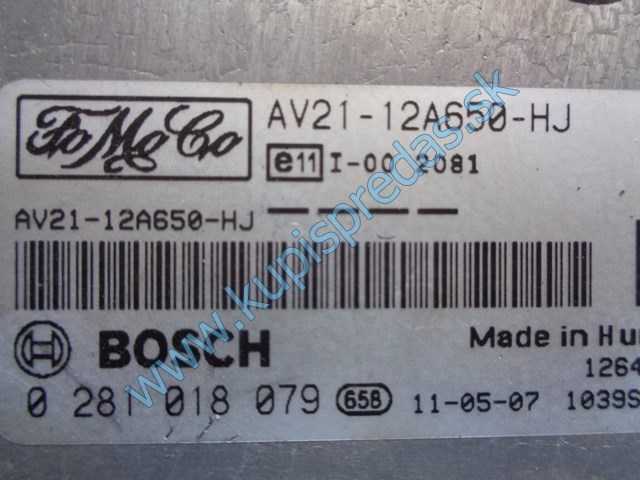 FoMoCo
AV21-12A650-HJ
e11 I-00 2081
AV21-12A650-HJ
BOSCH
Made in Hu
1264
0 281 018 079 658 11-05-07 1039S
www.kupispredas.sk